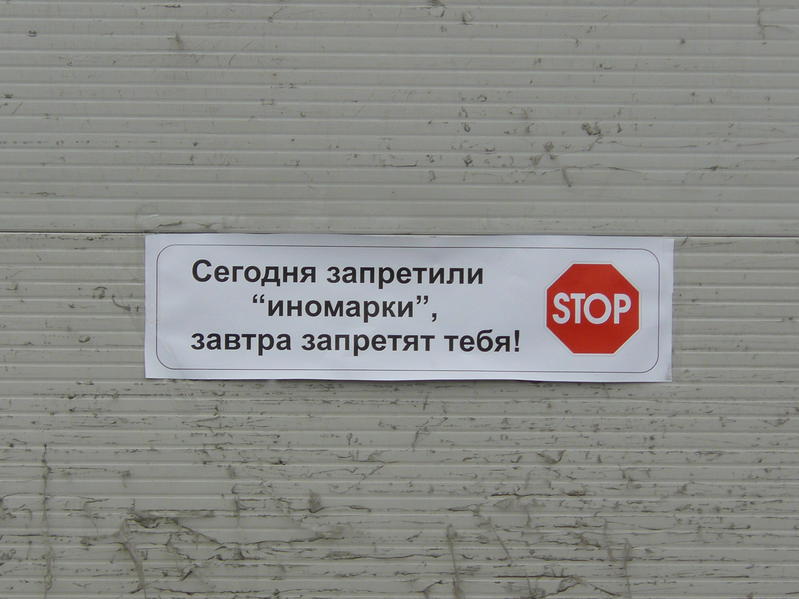 Сегодня запретили
“иномарки”,
завтра запретят тебя!
STOP